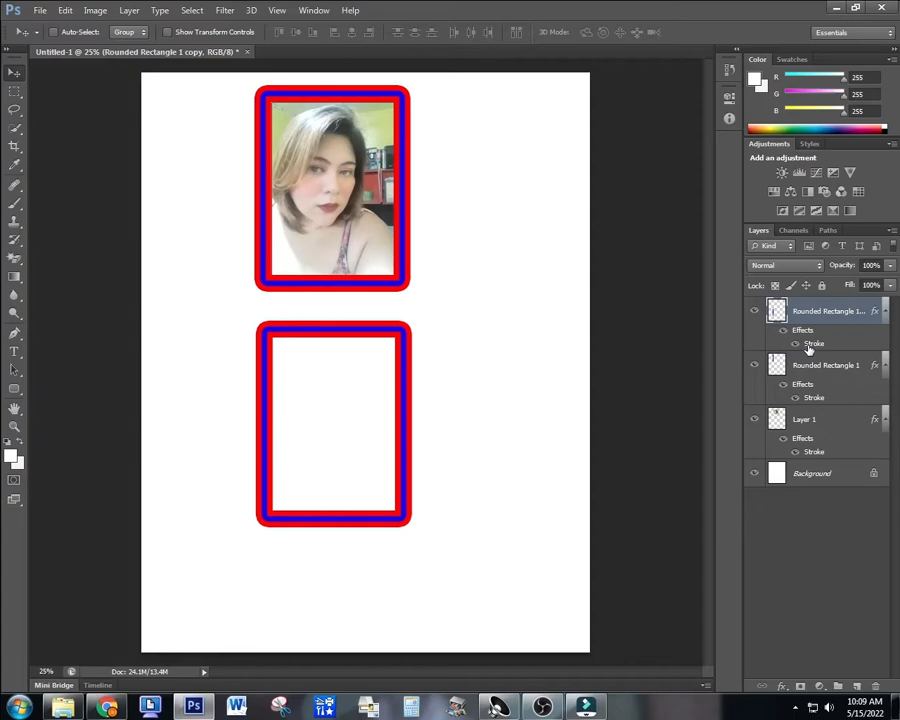 Ps File Edit Image Layer Type Select Filter 3D View Window Help
Auto-Select: Group Show Transform Controls 3D Mode: Essentials
Untitled-1 @ 25% (Rounded Rectangle 1 copy, RGB/8) * ×
Color Swatches
R 255
G 255
B 255
Adjustments Styles
Add an adjustment
Layers Channels Paths
Kind
Normal Opacity: 100%
Lock: Fill: 100%
Rounded Rectangle 1... fx
Effects
Stroke
Rounded Rectangle 1 fx
Effects
Stroke
Layer 1 fx
Effects
Stroke
Background
25% Doc: 24.1M/13.4M
Mini Bridge Timeline
10:09 AM
5/15/2022